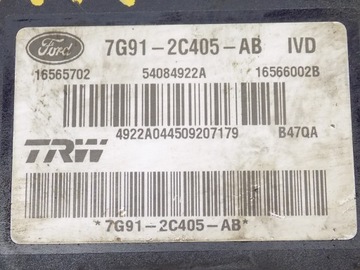 Ford 7G91-2C405-AB IVD
16565702 54084922A 16566002B
4922A044509207179 B47QA
TRW
*7G91-2C405-AB*